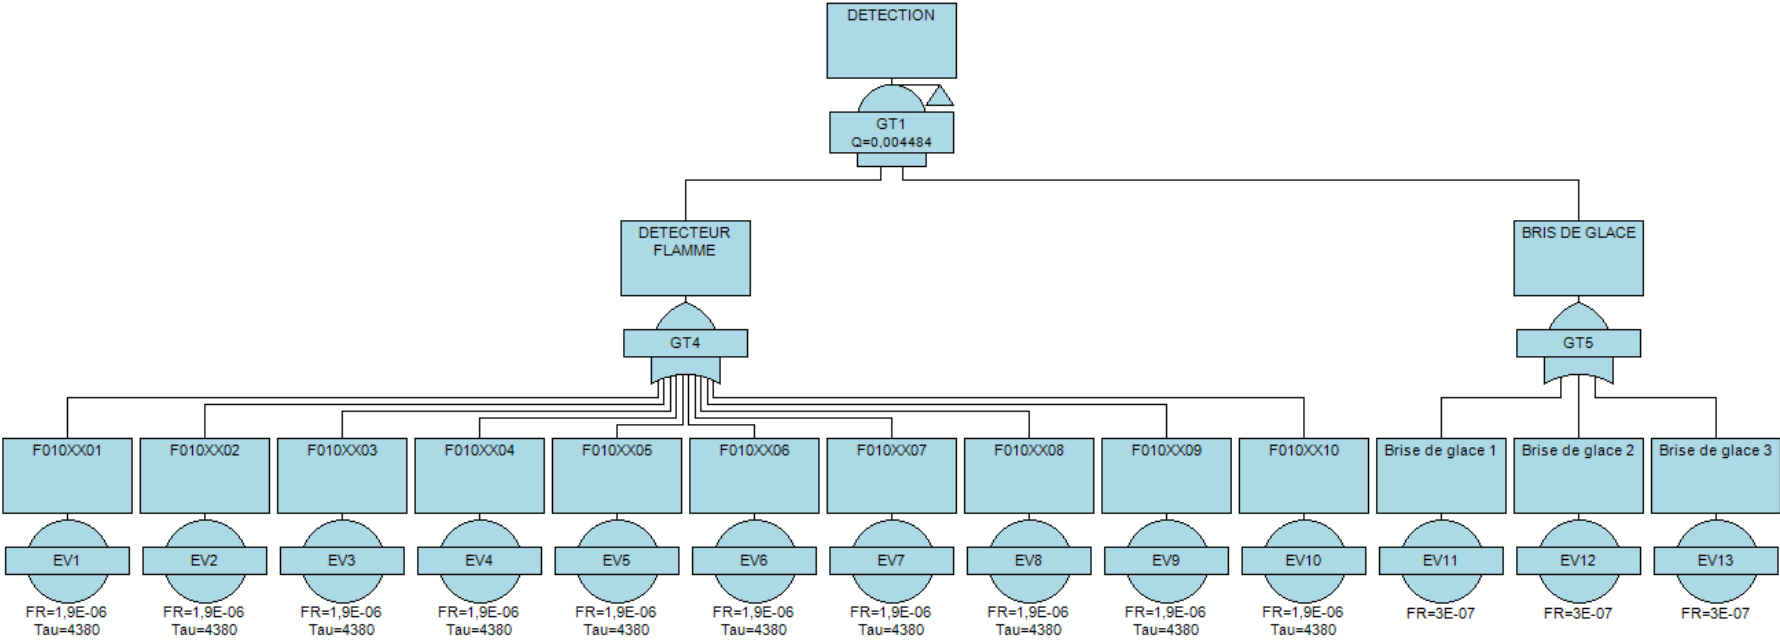 DETECTION
GT1
Q=0,004484
DETECTEUR
FLAMME
BRIS DE GLACE
GT4
GT5
F010XX01
F010XX02
F010XX03
F010XX04
F010XX05
F010XX06
F010XX07
F010XX08
F010XX09
F010XX10
Brise de glace 1
Brise de glace 2
Brise de glace 3
EV1
EV2
EV3
EV4
EV5
EV6
EV7
EV8
EV9
EV10
EV11
EV12
EV13
FR=1,9E-06
Tau=4380
FR=1,9E-06
Tau=4380
FR=1,9E-06
Tau=4380
FR=1,9E-06
Tau=4380
FR=1,9E-06
Tau=4380
FR=1,9E-06
Tau=4380
FR=1,9E-06
Tau=4380
FR=1,9E-06
Tau=4380
FR=1,9E-06
Tau=4380
FR=1,9E-06
Tau=4380
FR=3E-07
FR=3E-07
FR=3E-07